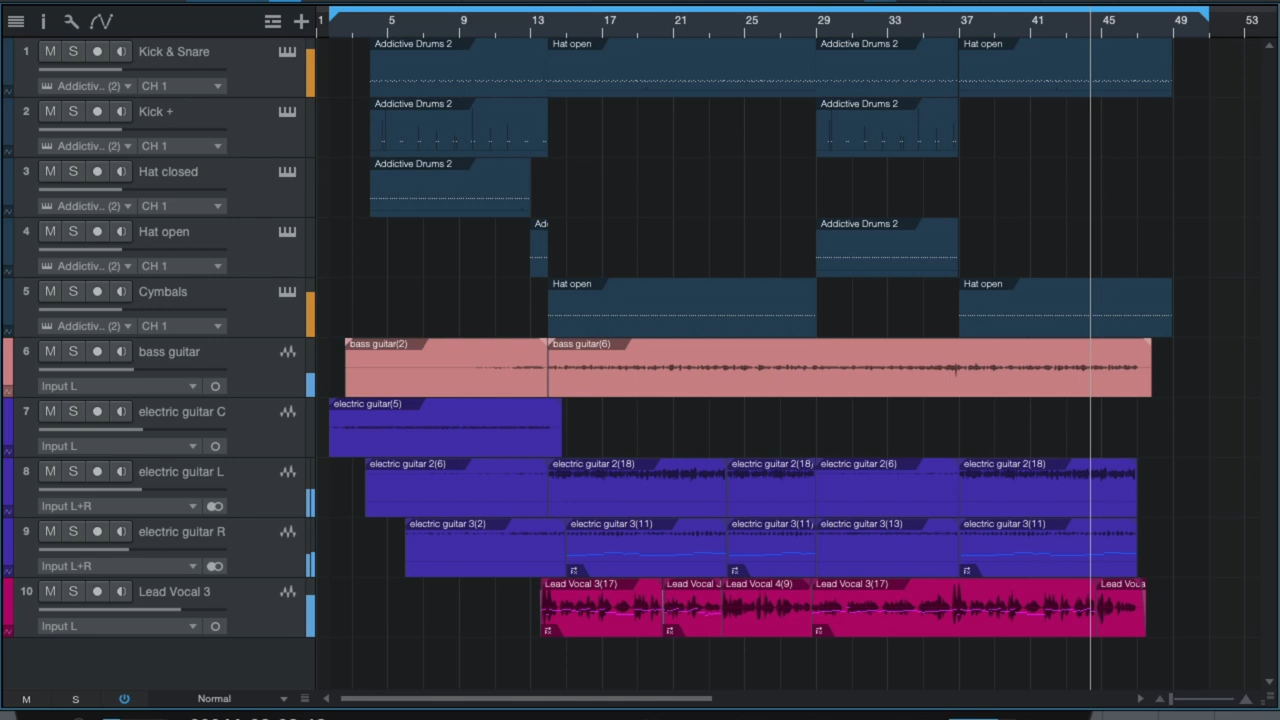 1 5 9 13 17 21 25 29 33 37 41 45 49 53
1 M S Kick & Snare
Addictiv.. (2) CH 1
Addictive Drums 2 Hat open Addictive Drums 2 Hat open
2 M S Kick +
Addictiv.. (2) CH 1
Addictive Drums 2 Addictive Drums 2
3 M S Hat closed
Addictiv.. (2) CH 1
Addictive Drums 2
4 M S Hat open
Addictiv.. (2) CH 1
Addictive Drums 2
5 M S Cymbals
Addictiv.. (2) CH 1
Hat open Hat open
6 M S bass guitar
Input L
bass guitar(2) bass guitar(6)
7 M S electric guitar C
Input L
electric guitar(5)
8 M S electric guitar L
Input L+R
electric guitar 2(6) electric guitar 2(18) electric guitar 2(18) electric guitar 2(6) electric guitar 2(18)
9 M S electric guitar R
Input L+R
electric guitar 3(2) electric guitar 3(11) electric guitar 3(11) electric guitar 3(13) electric guitar 3(11)
10 M S Lead Vocal 3
Input L
Lead Vocal 3(17) Lead Vocal Lead Vocal 4(9) Lead Vocal 3(17) Lead Voca
M S Normal